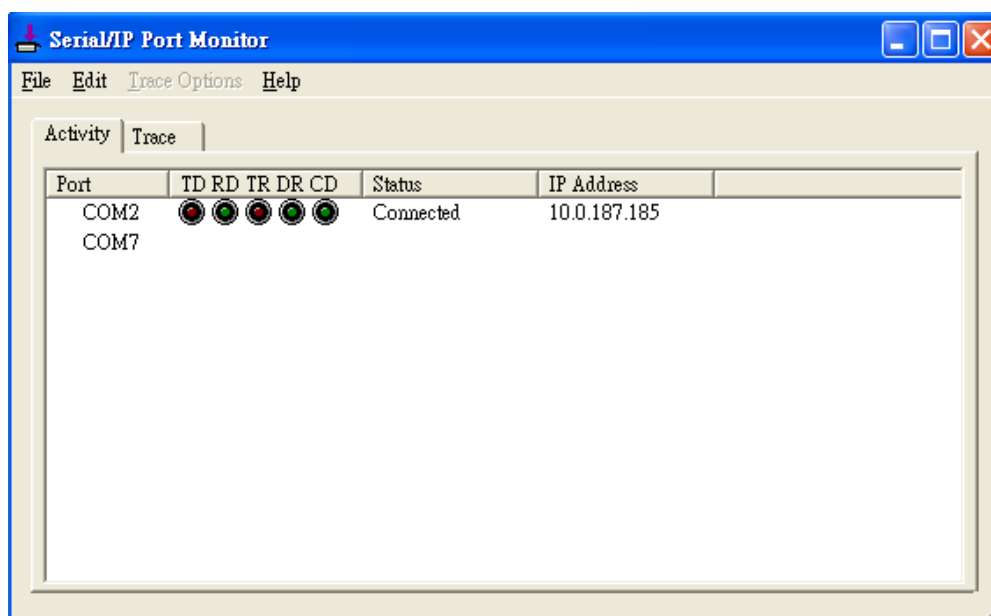 Serial/IP Port Monitor
File Edit Trace Options Help
Activity Trace
Port TD RD TR DR CD Status IP Address
COM2 Connected 10.0.187.185
COM7